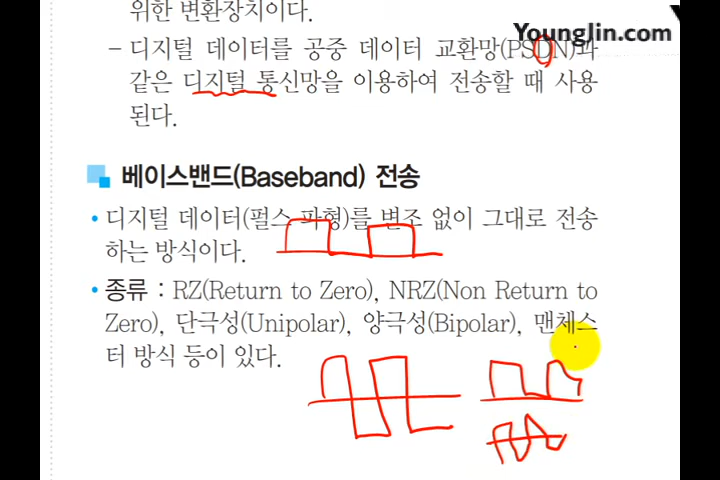 위한 변환장치이다.
Youngjin.com
– 디지털 데이터를 공중 데이터 교환망(PSDN)과
같은 디지털 통신망을 이용하여 전송할 때 사용
된다.
베이스밴드(Baseband) 전송
• 디지털 데이터(펄스 파형)를 변조 없이 그대로 전송
하는 방식이다.
• 종류 : RZ(Return to Zero), NRZ(Non Return to
Zero), 단극성(Unipolar), 양극성(Bipolar), 맨체스
터 방식 등이 있다.